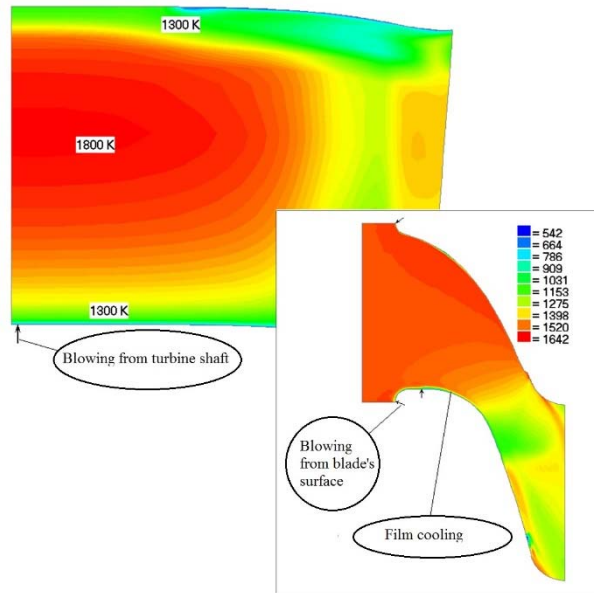 1300 K
1800 K
1300 K
Blowing from turbine shaft
= 542
= 664
= 786
= 909
= 1031
= 1153
= 1275
= 1398
= 1520
= 1642
Blowing
from blade's
surface
Film cooling